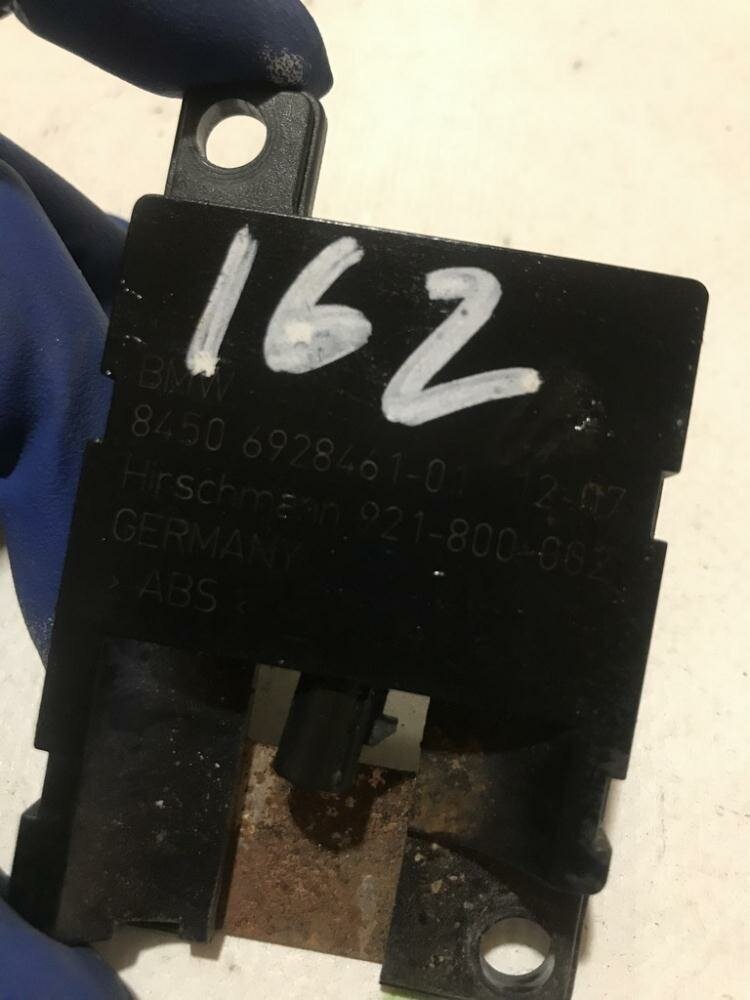 162
BMW
8450 6928461-01 12-07
Hirschmann 921-800-002
GERMANY
> ABS <